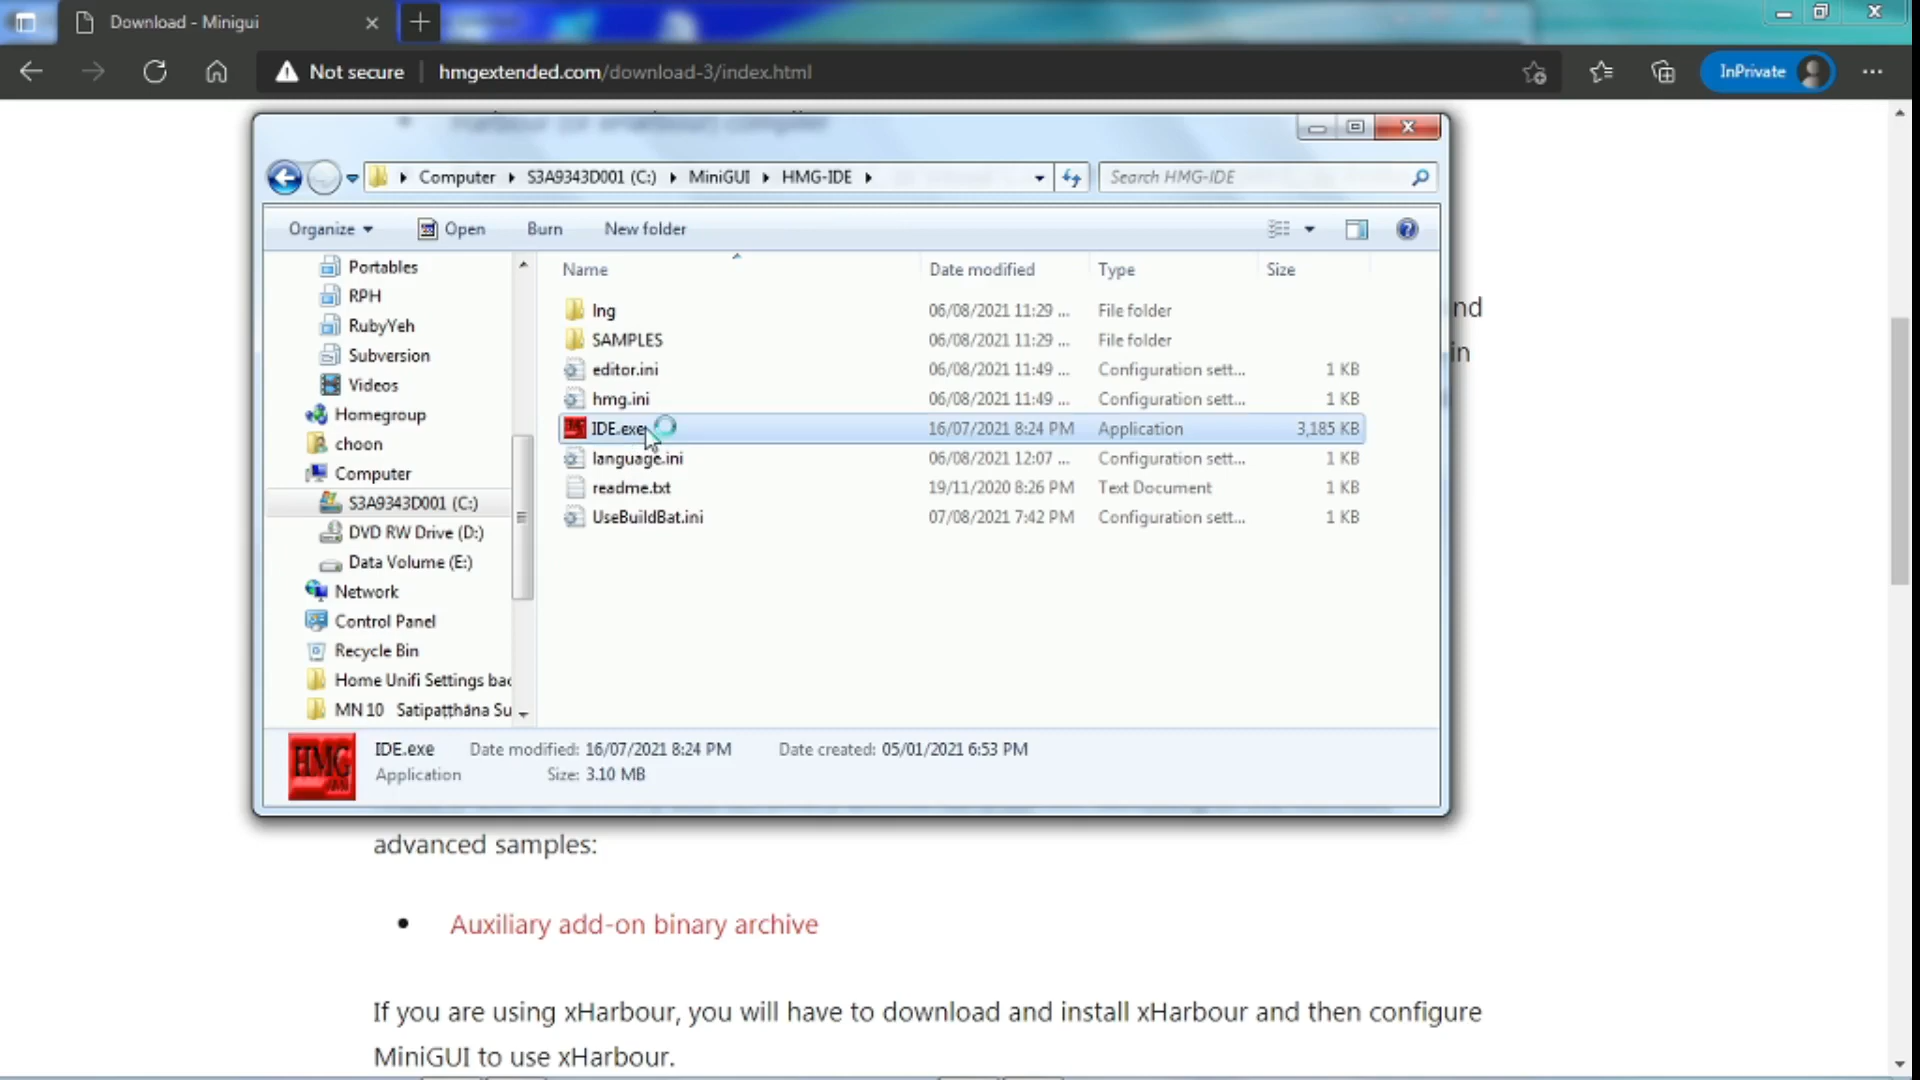 Download - Minigui
Not secure hmgextended.com/download-3/index.html InPrivate
Computer S3A9343D001 (C:) MiniGUI HMG-IDE Search HMG-IDE
Organize Open Burn New folder
Name Date modified Type Size
Portables
RPH
RubyYeh
Subversion
Videos
Homegroup
choon
Computer
S3A9343D001 (C:)
DVD RW Drive (D:)
Data Volume (E:)
Network
Control Panel
Recycle Bin
Home Unifi Settings bac
MN 10 Satipaṭṭhāna Su
lng 06/08/2021 11:29 ... File folder
SAMPLES 06/08/2021 11:29 ... File folder
editor.ini 06/08/2021 11:49 ... Configuration sett... 1 KB
hmg.ini 06/08/2021 11:49 ... Configuration sett... 1 KB
IDE.exe 16/07/2021 8:24 PM Application 3,185 KB
language.ini 06/08/2021 12:07 ... Configuration sett... 1 KB
readme.txt 19/11/2020 8:26 PM Text Document 1 KB
UseBuildBat.ini 07/08/2021 7:42 PM Configuration sett... 1 KB
nd
in
HMG
IDE.exe Date modified: 16/07/2021 8:24 PM Date created: 05/01/2021 6:53 PM
Application Size: 3.10 MB
advanced samples:
• Auxiliary add-on binary archive
If you are using xHarbour, you will have to download and install xHarbour and then configure
MiniGUI to use xHarbour.